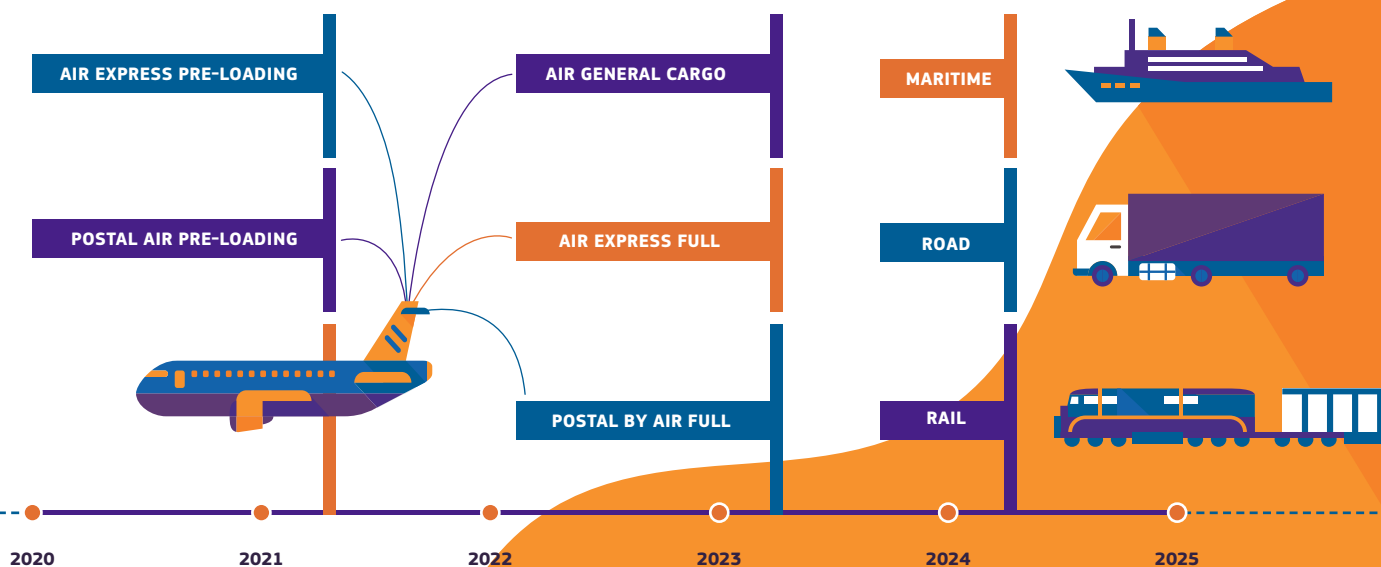 AIR EXPRESS PRE-LOADING
AIR GENERAL CARGO
MARITIME
POSTAL AIR PRE-LOADING
AIR EXPRESS FULL
ROAD
POSTAL BY AIR FULL
RAIL
2020
2021
2022
2023
2024
2025